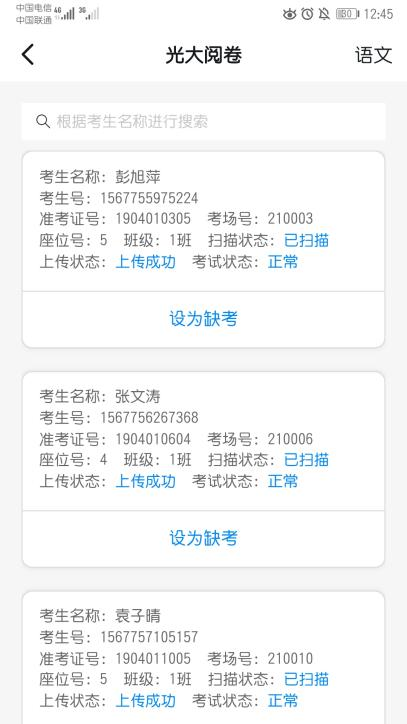 中国电信 4G 3G
中国联通
30 12:45
光大阅卷 语文
根据考生名称进行搜索
考生名称：彭旭萍
考生号：1567755975224
准考证号：1904010305 考场号：210003
座位号：5 班级：1班 扫描状态：已扫描
上传状态：上传成功 考试状态：正常
设为缺考
考生名称：张文涛
考生号：1567756267368
准考证号：1904010604 考场号：210006
座位号：4 班级：1班 扫描状态：已扫描
上传状态：上传成功 考试状态：正常
设为缺考
考生名称：袁子晴
考生号：1567757105157
准考证号：1904011005 考场号：210010
座位号：5 班级：1班 扫描状态：已扫描
上传状态：上传成功 考试状态：正常